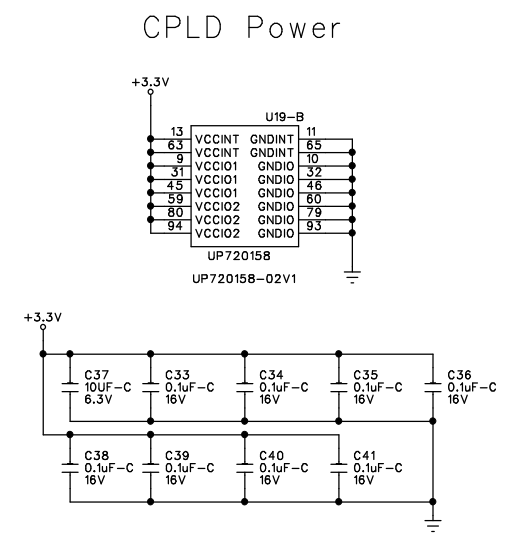 CPLD Power
+3.3V
U19-B
13 VCCINT GNDINT 11
63 VCCINT GNDINT 65
9 VCCIO1 GNDIO 10
31 VCCIO1 GNDIO 32
45 VCCIO1 GNDIO 46
59 VCCIO2 GNDIO 60
80 VCCIO2 GNDIO 79
94 VCCIO2 GNDIO 93
UP720158
UP720158-02V1
+3.3V
C37 C33 C34 C35 C36
10UF-C 0.1uF-C 0.1uF-C 0.1uF-C 0.1uF-C
6.3V 16V 16V 16V 16V
C38 C39 C40 C41
0.1uF-C 0.1uF-C 0.1uF-C 0.1uF-C
16V 16V 16V 16V